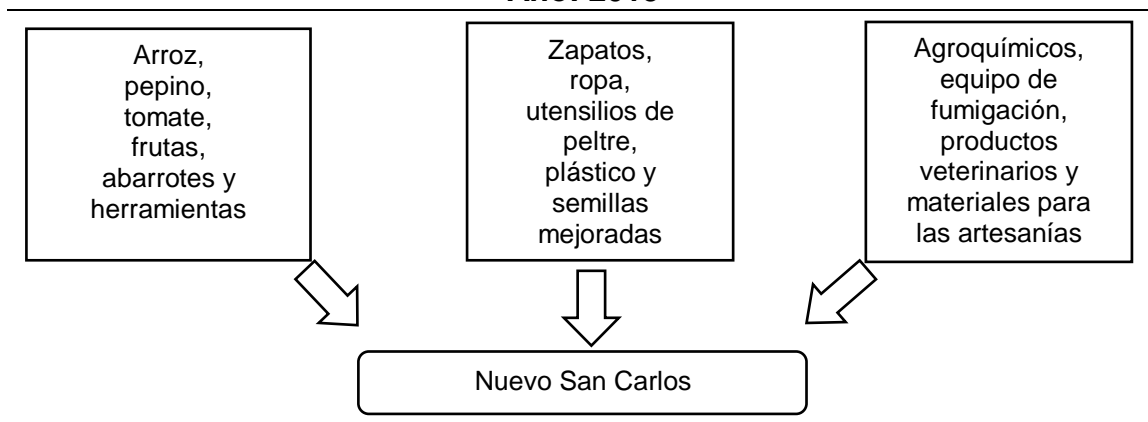 Arroz,
pepino,
tomate,
frutas,
abarrotes y
herramientas
Zapatos,
ropa,
utensilios de
peltre,
plástico y
semillas
mejoradas
Agroquímicos,
equipo de
fumigación,
productos
veterinarios y
materiales para
las artesanías
Nuevo San Carlos